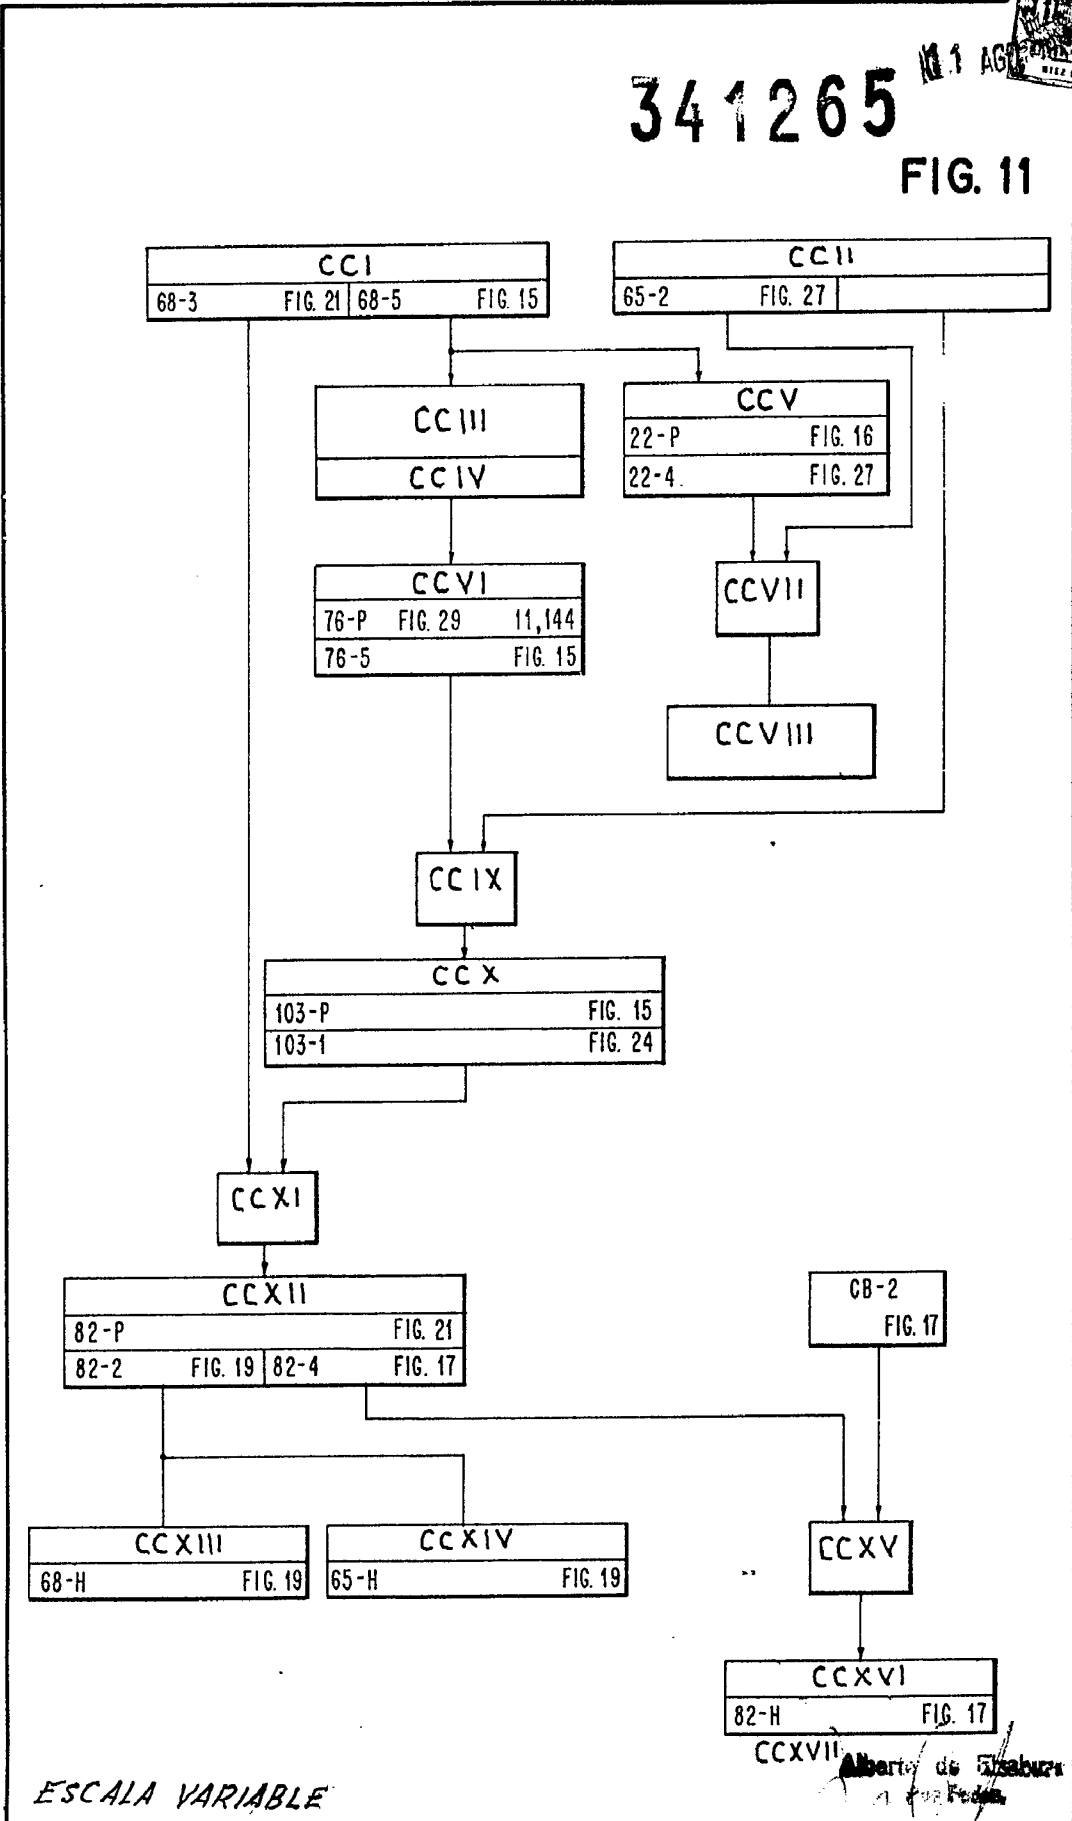 341265
FIG. 11
CCI
68-3 FIG. 21 68-5 FIG. 15
CCII
65-2 FIG. 27
CCIII
CCIV
CCV
22-P FIG. 16
22-4 FIG. 27
CCVI
76-P FIG. 29 11,144
76-5 FIG. 15
CCVII
CCVIII
CCIX
CCX
103-P FIG. 15
103-1 FIG. 24
CCXI
CCXII
82-P FIG. 21
82-2 FIG. 19 82-4 FIG. 17
CB-2
FIG. 17
CCXIII
68-H FIG. 19
CCXIV
65-H FIG. 19
CCXV
CCXVI
82-H FIG. 17
CCXVII
Alberto de
ESCALA VARIABLE